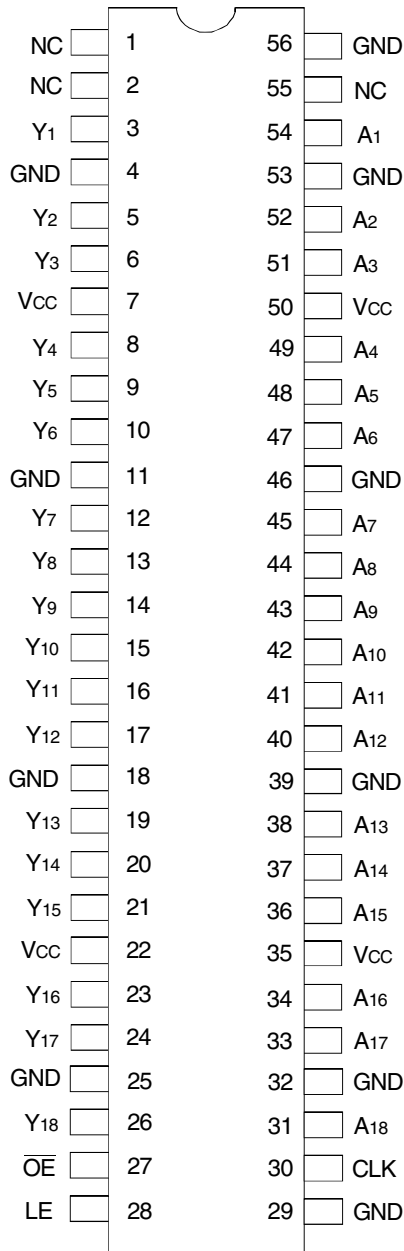 NC 1 56 GND
NC 2 55 NC
Y1 3 54 A1
GND 4 53 GND
Y2 5 52 A2
Y3 6 51 A3
VCC 7 50 VCC
Y4 8 49 A4
Y5 9 48 A5
Y6 10 47 A6
GND 11 46 GND
Y7 12 45 A7
Y8 13 44 A8
Y9 14 43 A9
Y10 15 42 A10
Y11 16 41 A11
Y12 17 40 A12
GND 18 39 GND
Y13 19 38 A13
Y14 20 37 A14
Y15 21 36 A15
VCC 22 35 VCC
Y16 23 34 A16
Y17 24 33 A17
GND 25 32 GND
Y18 26 31 A18
O̅E̅ 27 30 CLK
LE 28 29 GND